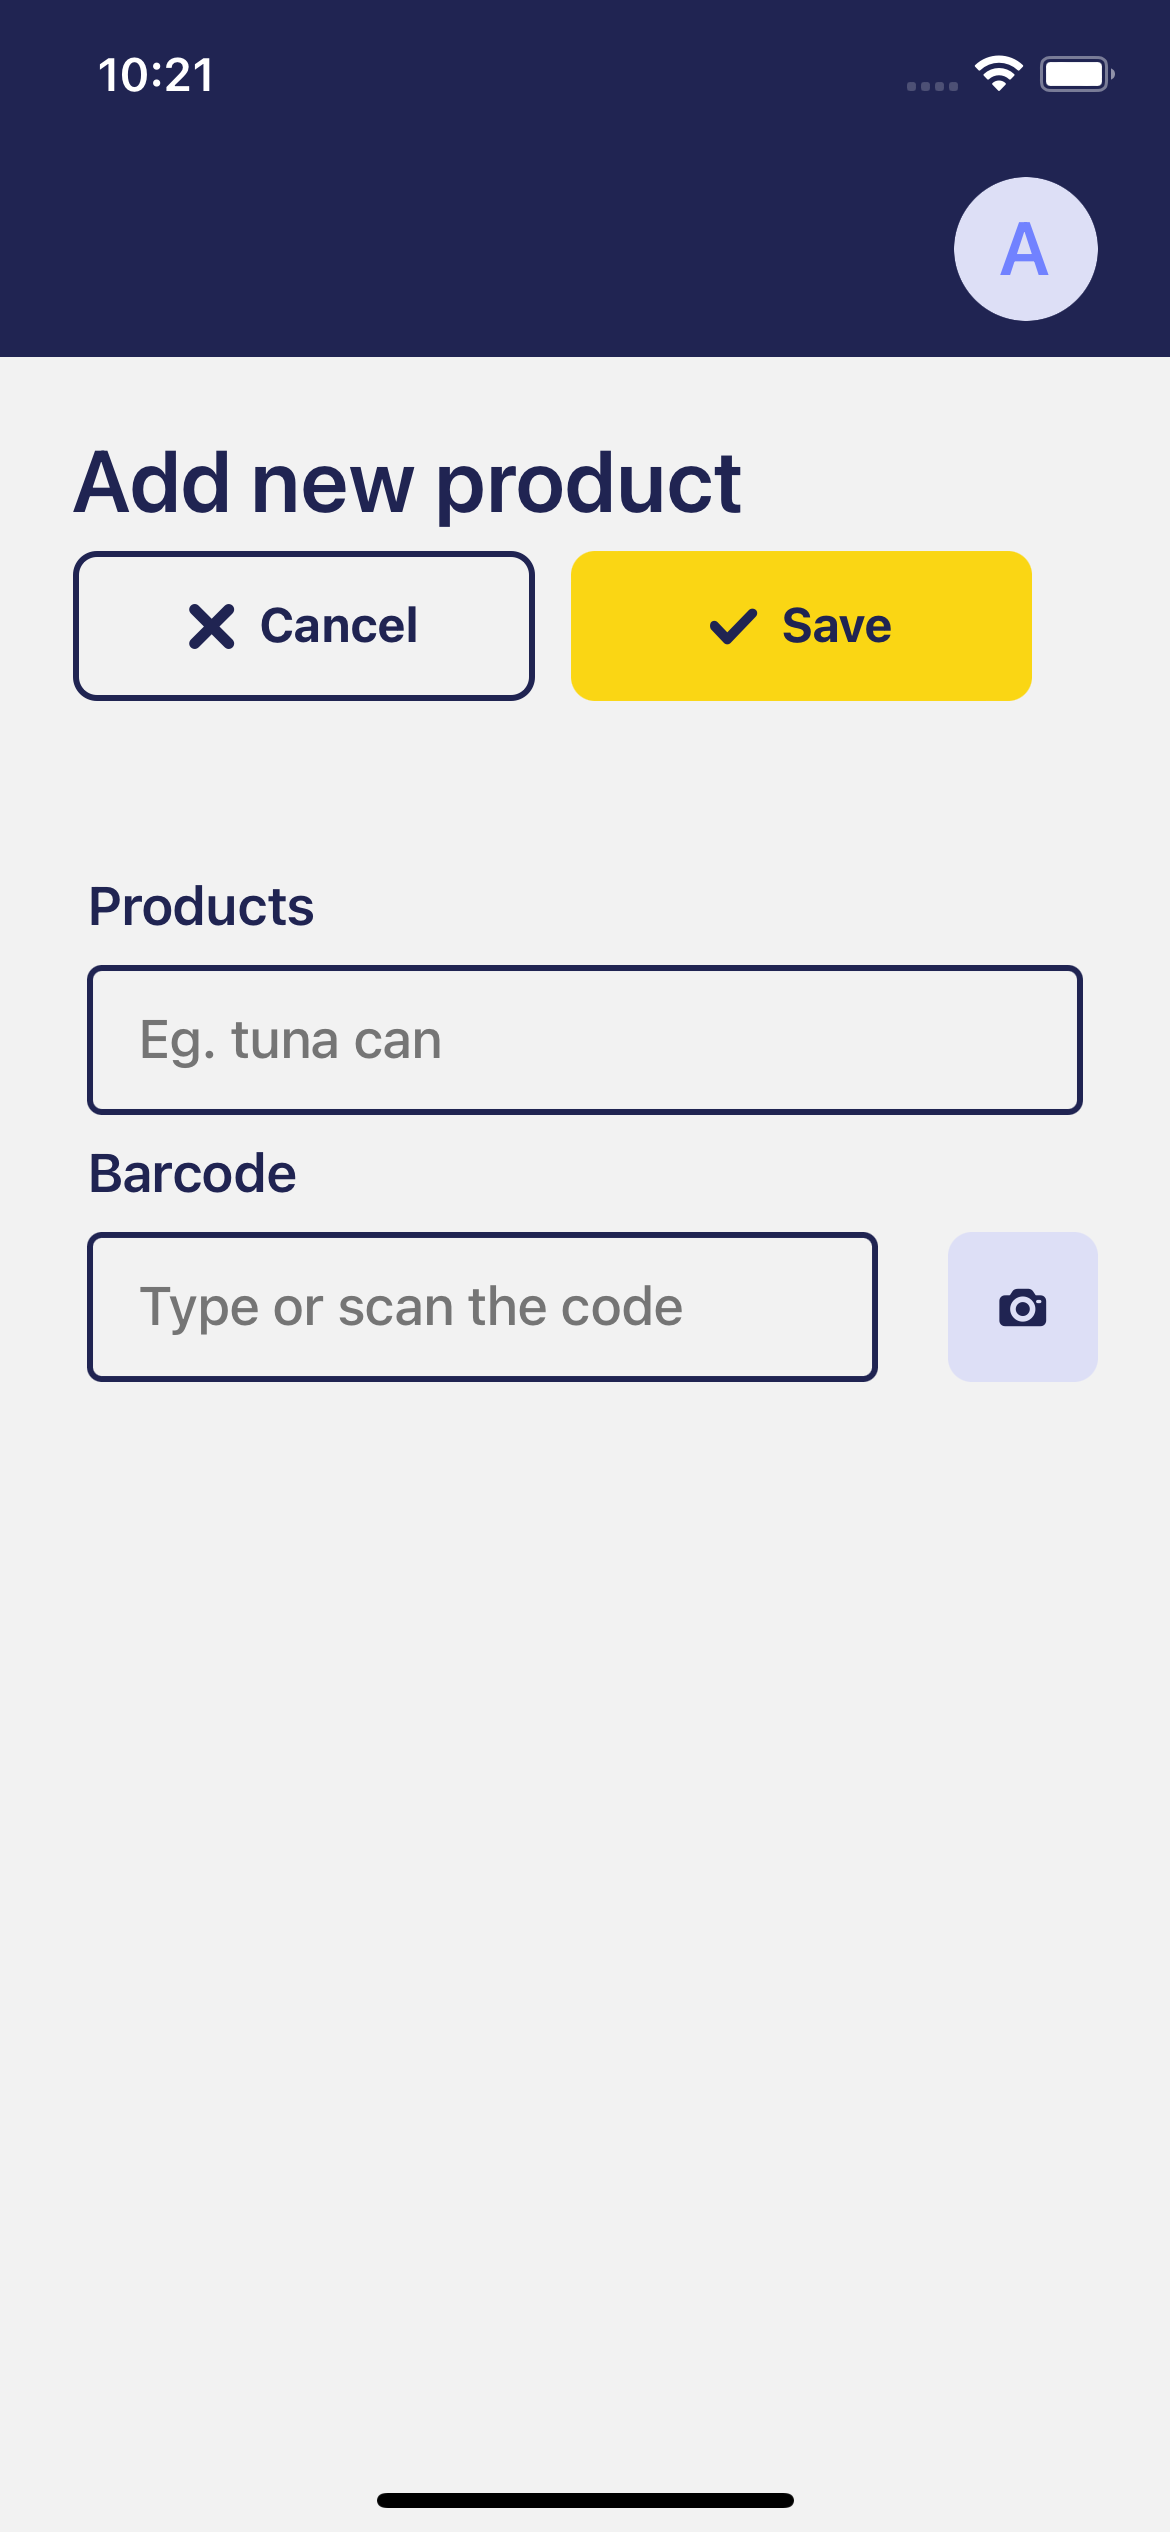 10:21
A
Add new product
Cancel
Save
Products
Eg. tuna can
Barcode
Type or scan the code